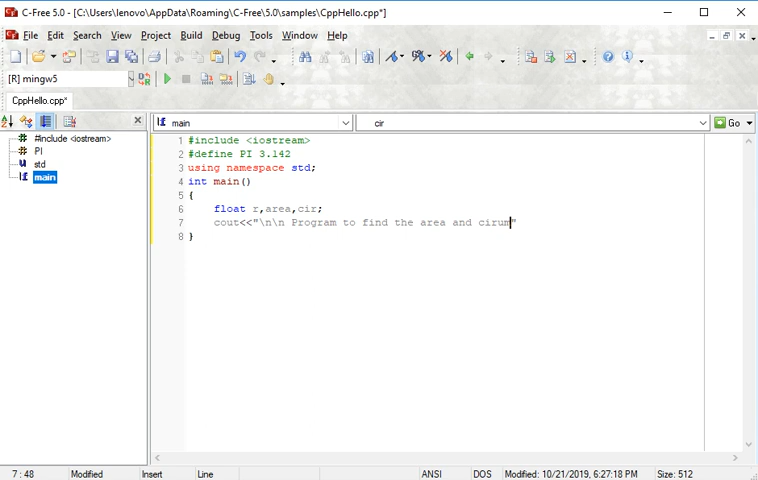 C-Free 5.0 - [C:\Users\lenovo\AppData\Roaming\C-Free\5.0\samples\CppHello.cpp*]
File Edit Search View Project Build Debug Tools Window Help
[R] mingw5
CppHello.cpp*
main
cir
Go
#include <iostream>
PI
std
main
1 #include <iostream>
2 #define PI 3.142
3 using namespace std;
4 int main()
5 {
6 float r,area,cir;
7 cout<<"\n\n Program to find the area and cirum"
8 }
7 : 48 Modified Insert Line ANSI DOS Modified: 10/21/2019, 6:27:18 PM Size: 512